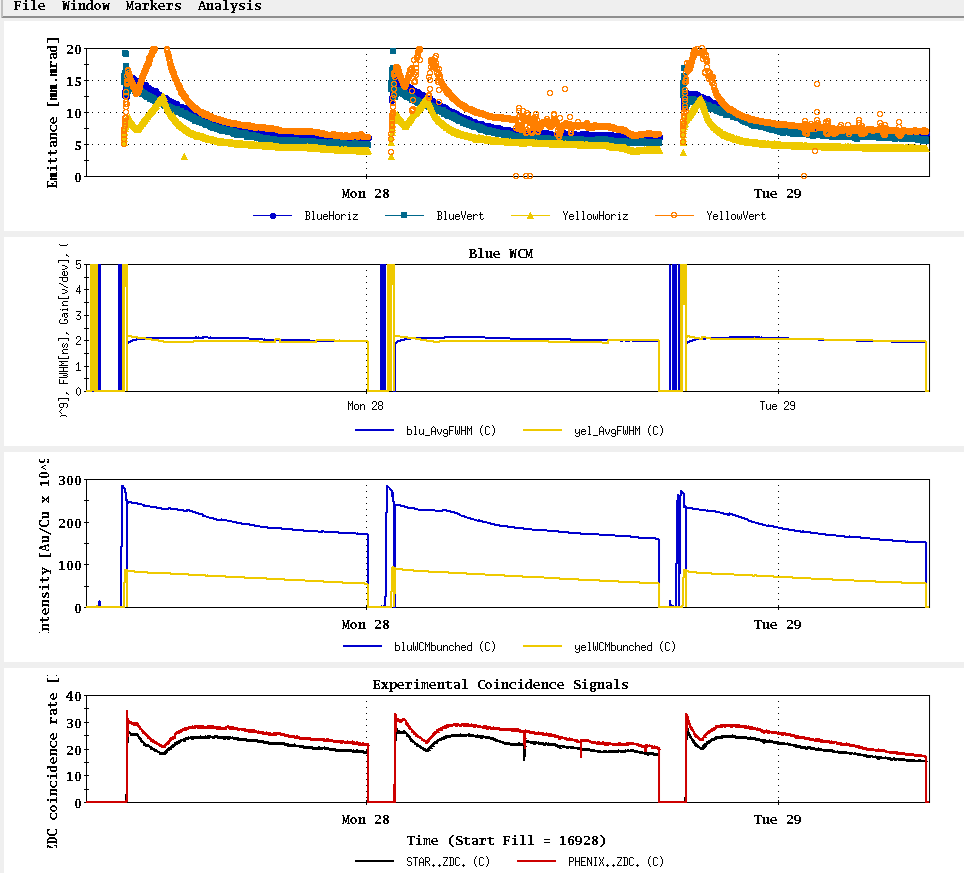 File Window Markers Analysis
Emittance [mm.mrad]
20
15
10
5
0
Mon 28 Tue 29
BlueHoriz BlueVert YellowHoriz YellowVert
Blue WCM
FWHM[ns], Gain[v/dev],
5
4
3
2
1
0
Mon 28 Tue 29
blu_AvgFWHM (C) yel_AvgFWHM (C)
ntensity [Au/Cu x 10^9
300
200
100
0
Mon 28 Tue 29
bluWCMbunched (C) yelWCMbunched (C)
Experimental Coincidence Signals
ZDC coincidence rate [
40
30
20
10
0
Mon 28 Tue 29
Time (Start Fill = 16928)
STAR..ZDC. (C) PHENIX..ZDC. (C)